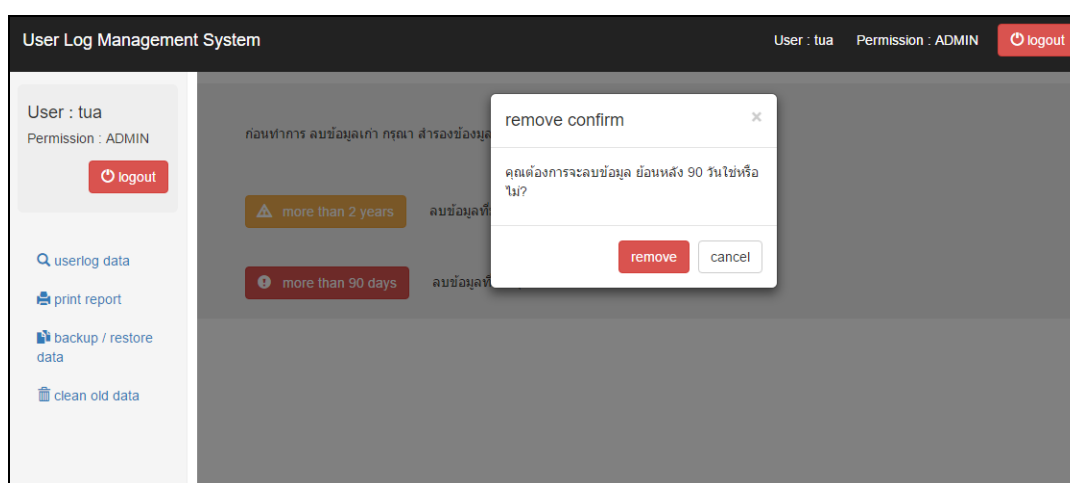 User Log Management System
User : tua
Permission : ADMIN
logout
User : tua
Permission : ADMIN
logout
userlog data
print report
backup / restore
data
clean old data
ก่อนทำการ ลบข้อมูลเก่า กรุณา สำรองข้องมูล
more than 2 years
ลบข้อมูลที่
more than 90 days
ลบข้อมูลที่
remove confirm
×
คุณต้องการจะลบข้อมูล ย้อนหลัง 90 วันใช่หรือ
ไม่?
remove
cancel